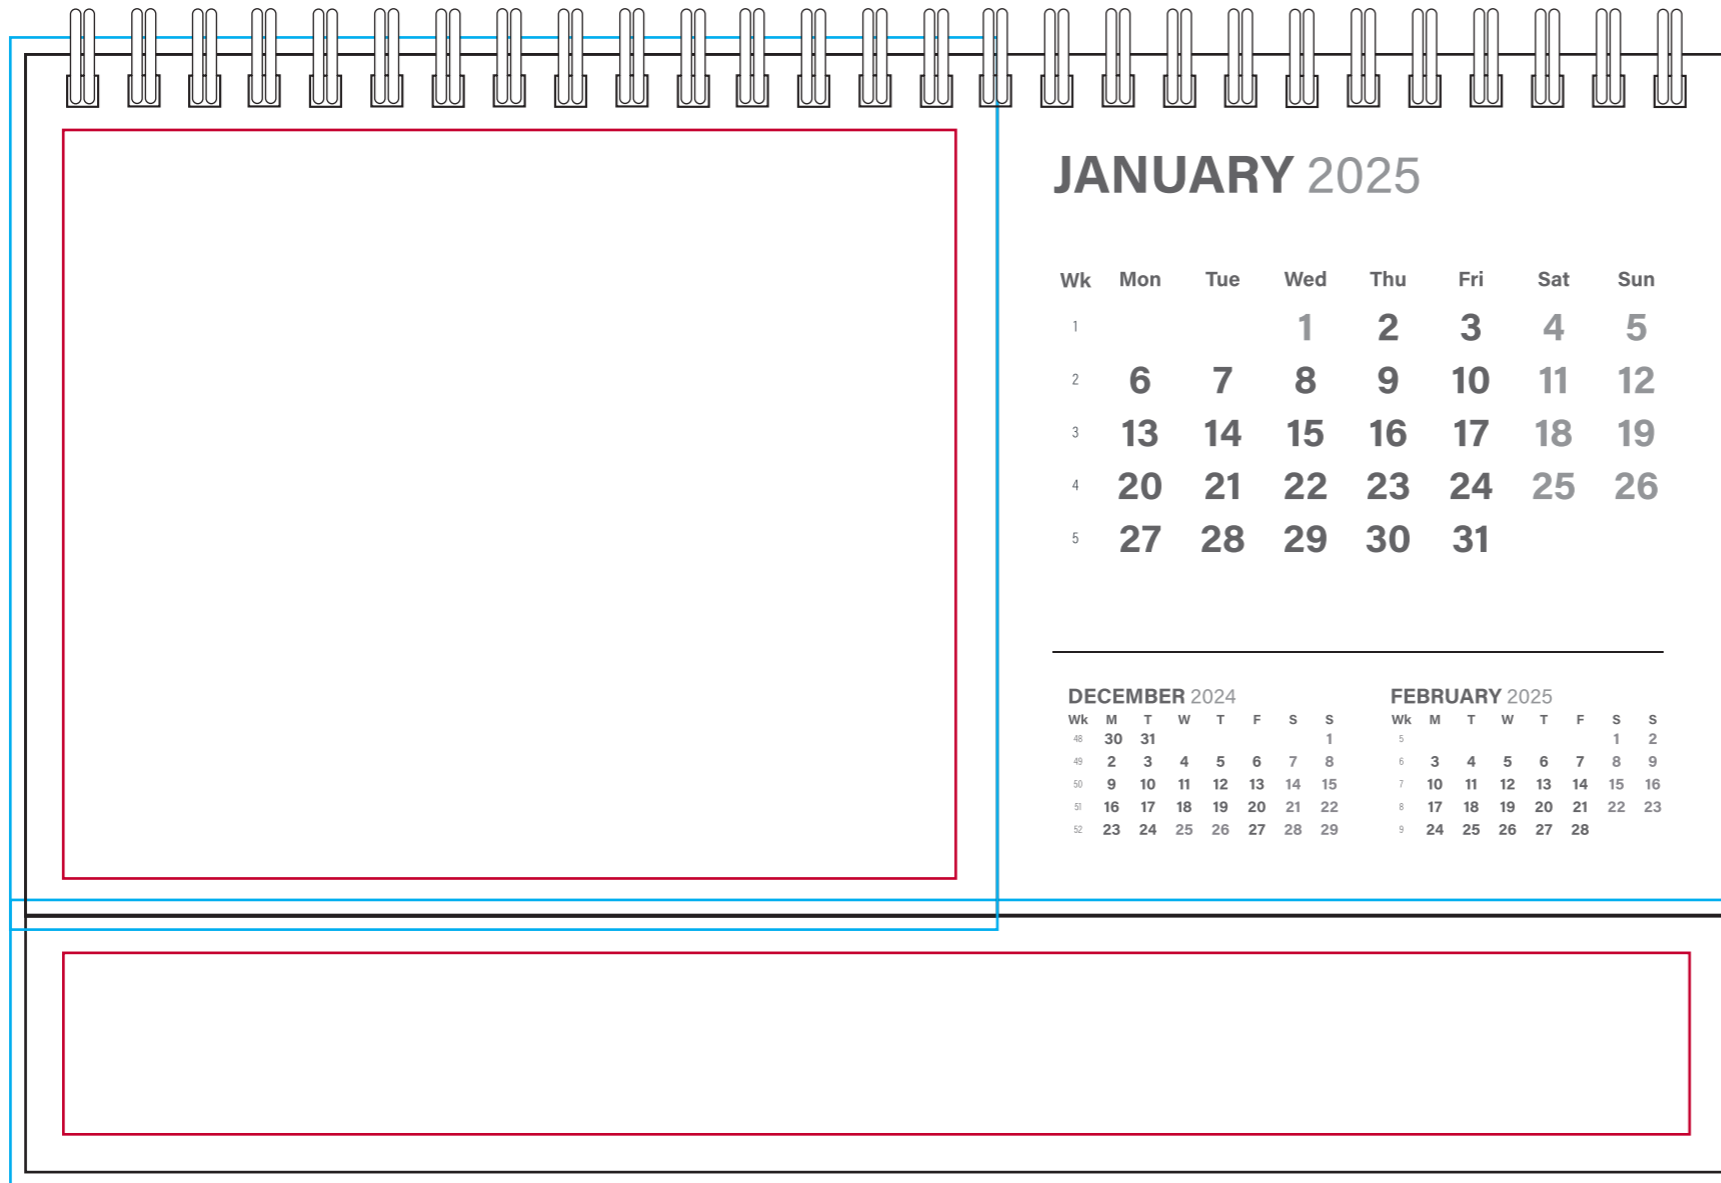 JANUARY 2025
Wk Mon Tue Wed Thu Fri Sat Sun
1 1 2 3 4 5
2 6 7 8 9 10 11 12
3 13 14 15 16 17 18 19
4 20 21 22 23 24 25 26
5 27 28 29 30 31
DECEMBER 2024
Wk M T W T F S S
48 30 31 1
49 2 3 4 5 6 7 8
50 9 10 11 12 13 14 15
51 16 17 18 19 20 21 22
52 23 24 25 26 27 28 29
FEBRUARY 2025
Wk M T W T F S S
5 1 2
6 3 4 5 6 7 8 9
7 10 11 12 13 14 15 16
8 17 18 19 20 21 22 23
9 24 25 26 27 28